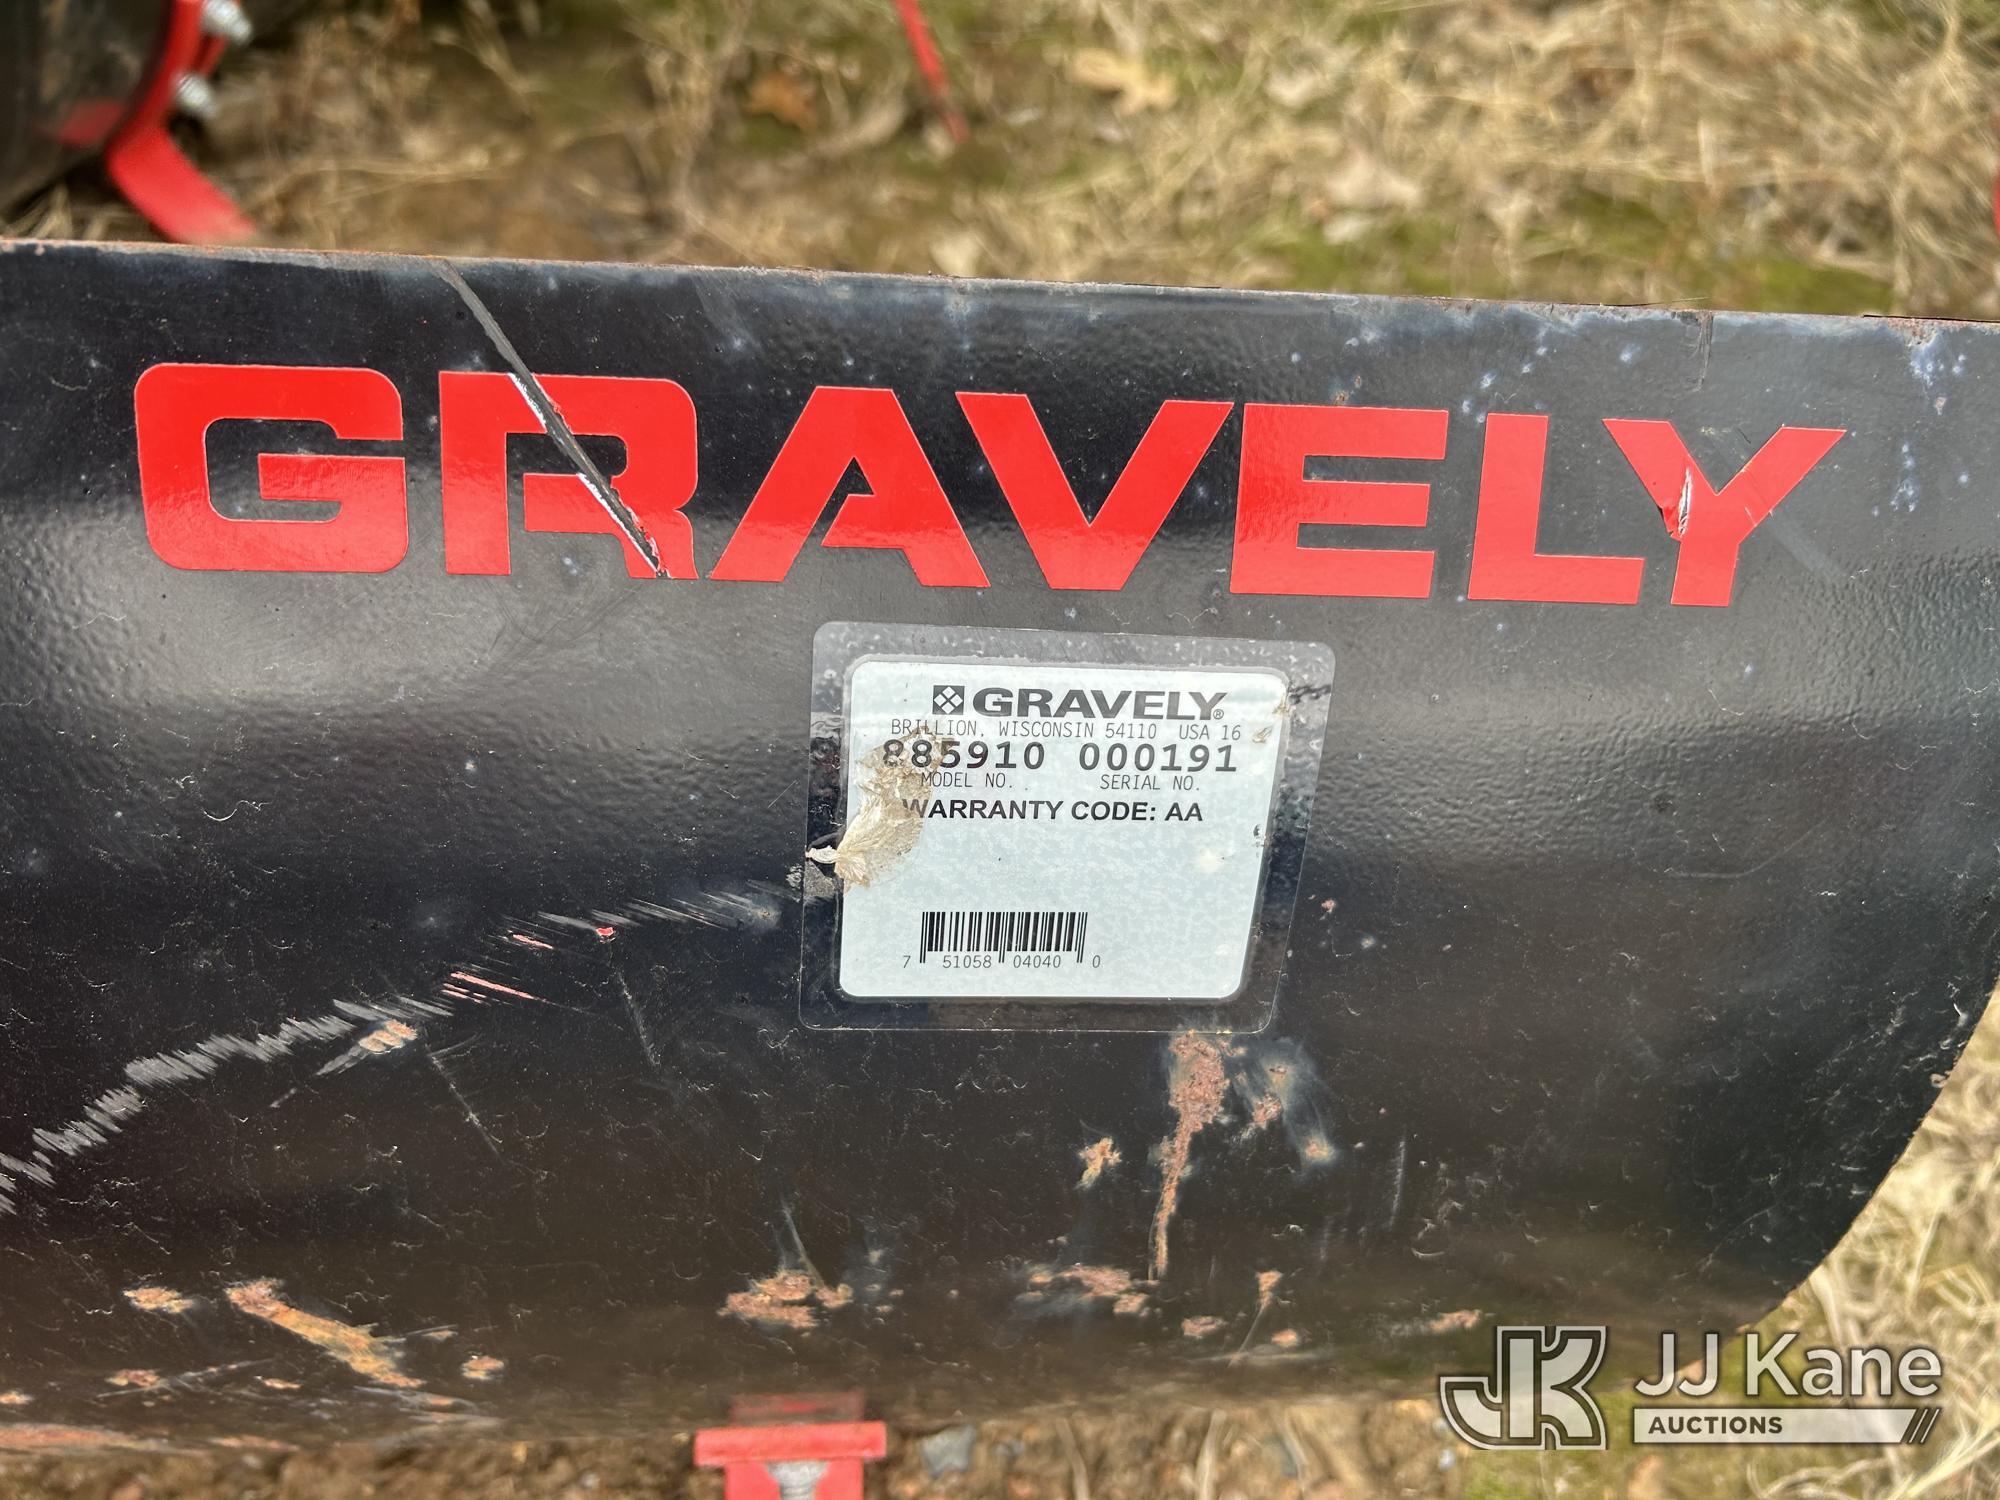 GRAVELY
GRAVELY®
BRILLION, WISCONSIN 54110 USA 16
885910 000191
MODEL NO. SERIAL NO.
WARRANTY CODE: AA
7 51058 04040 0
JK JJ Kane
AUCTIONS